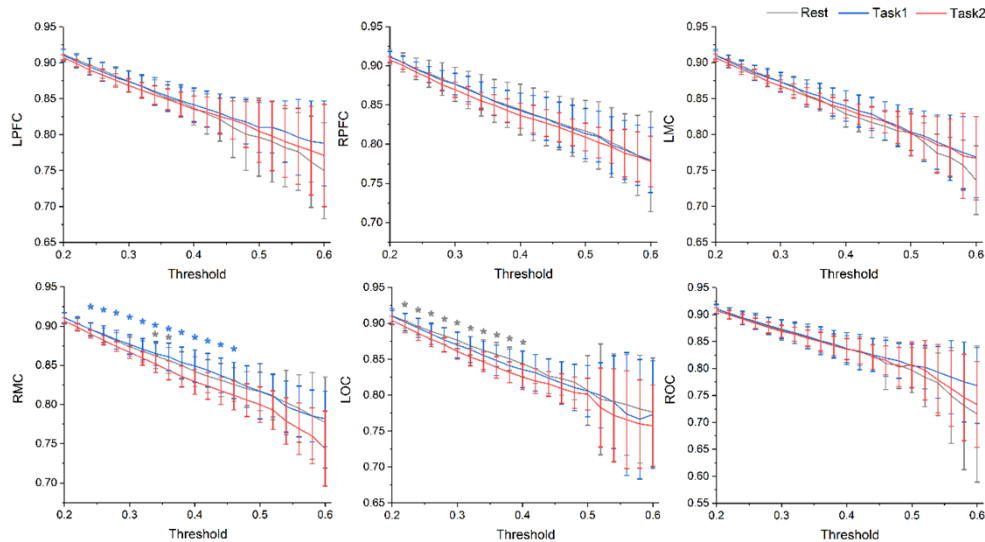 Rest Task1 Task2
0.95 0.95 0.95
0.90 0.90 0.90
0.85 0.85 0.85
0.80 0.80 0.80
0.75 0.75 0.75
0.70 0.70 0.70
0.65 0.65
LPFC RPFC LMC
0.2 0.3 0.4 0.5 0.6 0.2 0.3 0.4 0.5 0.6 0.2 0.3 0.4 0.5 0.6
Threshold Threshold Threshold
0.95 0.95 0.95
0.90 0.90 0.90
0.85 0.85 0.85
0.80 0.80 0.80
0.75 0.75 0.75
0.70 0.70 0.70
0.65 0.65
0.60
0.55
RMC LOC ROC
* * * * * * * * * * * *
* *
* * * * * * * * * *
0.2 0.3 0.4 0.5 0.6 0.2 0.3 0.4 0.5 0.6 0.2 0.3 0.4 0.5 0.6
Threshold Threshold Threshold